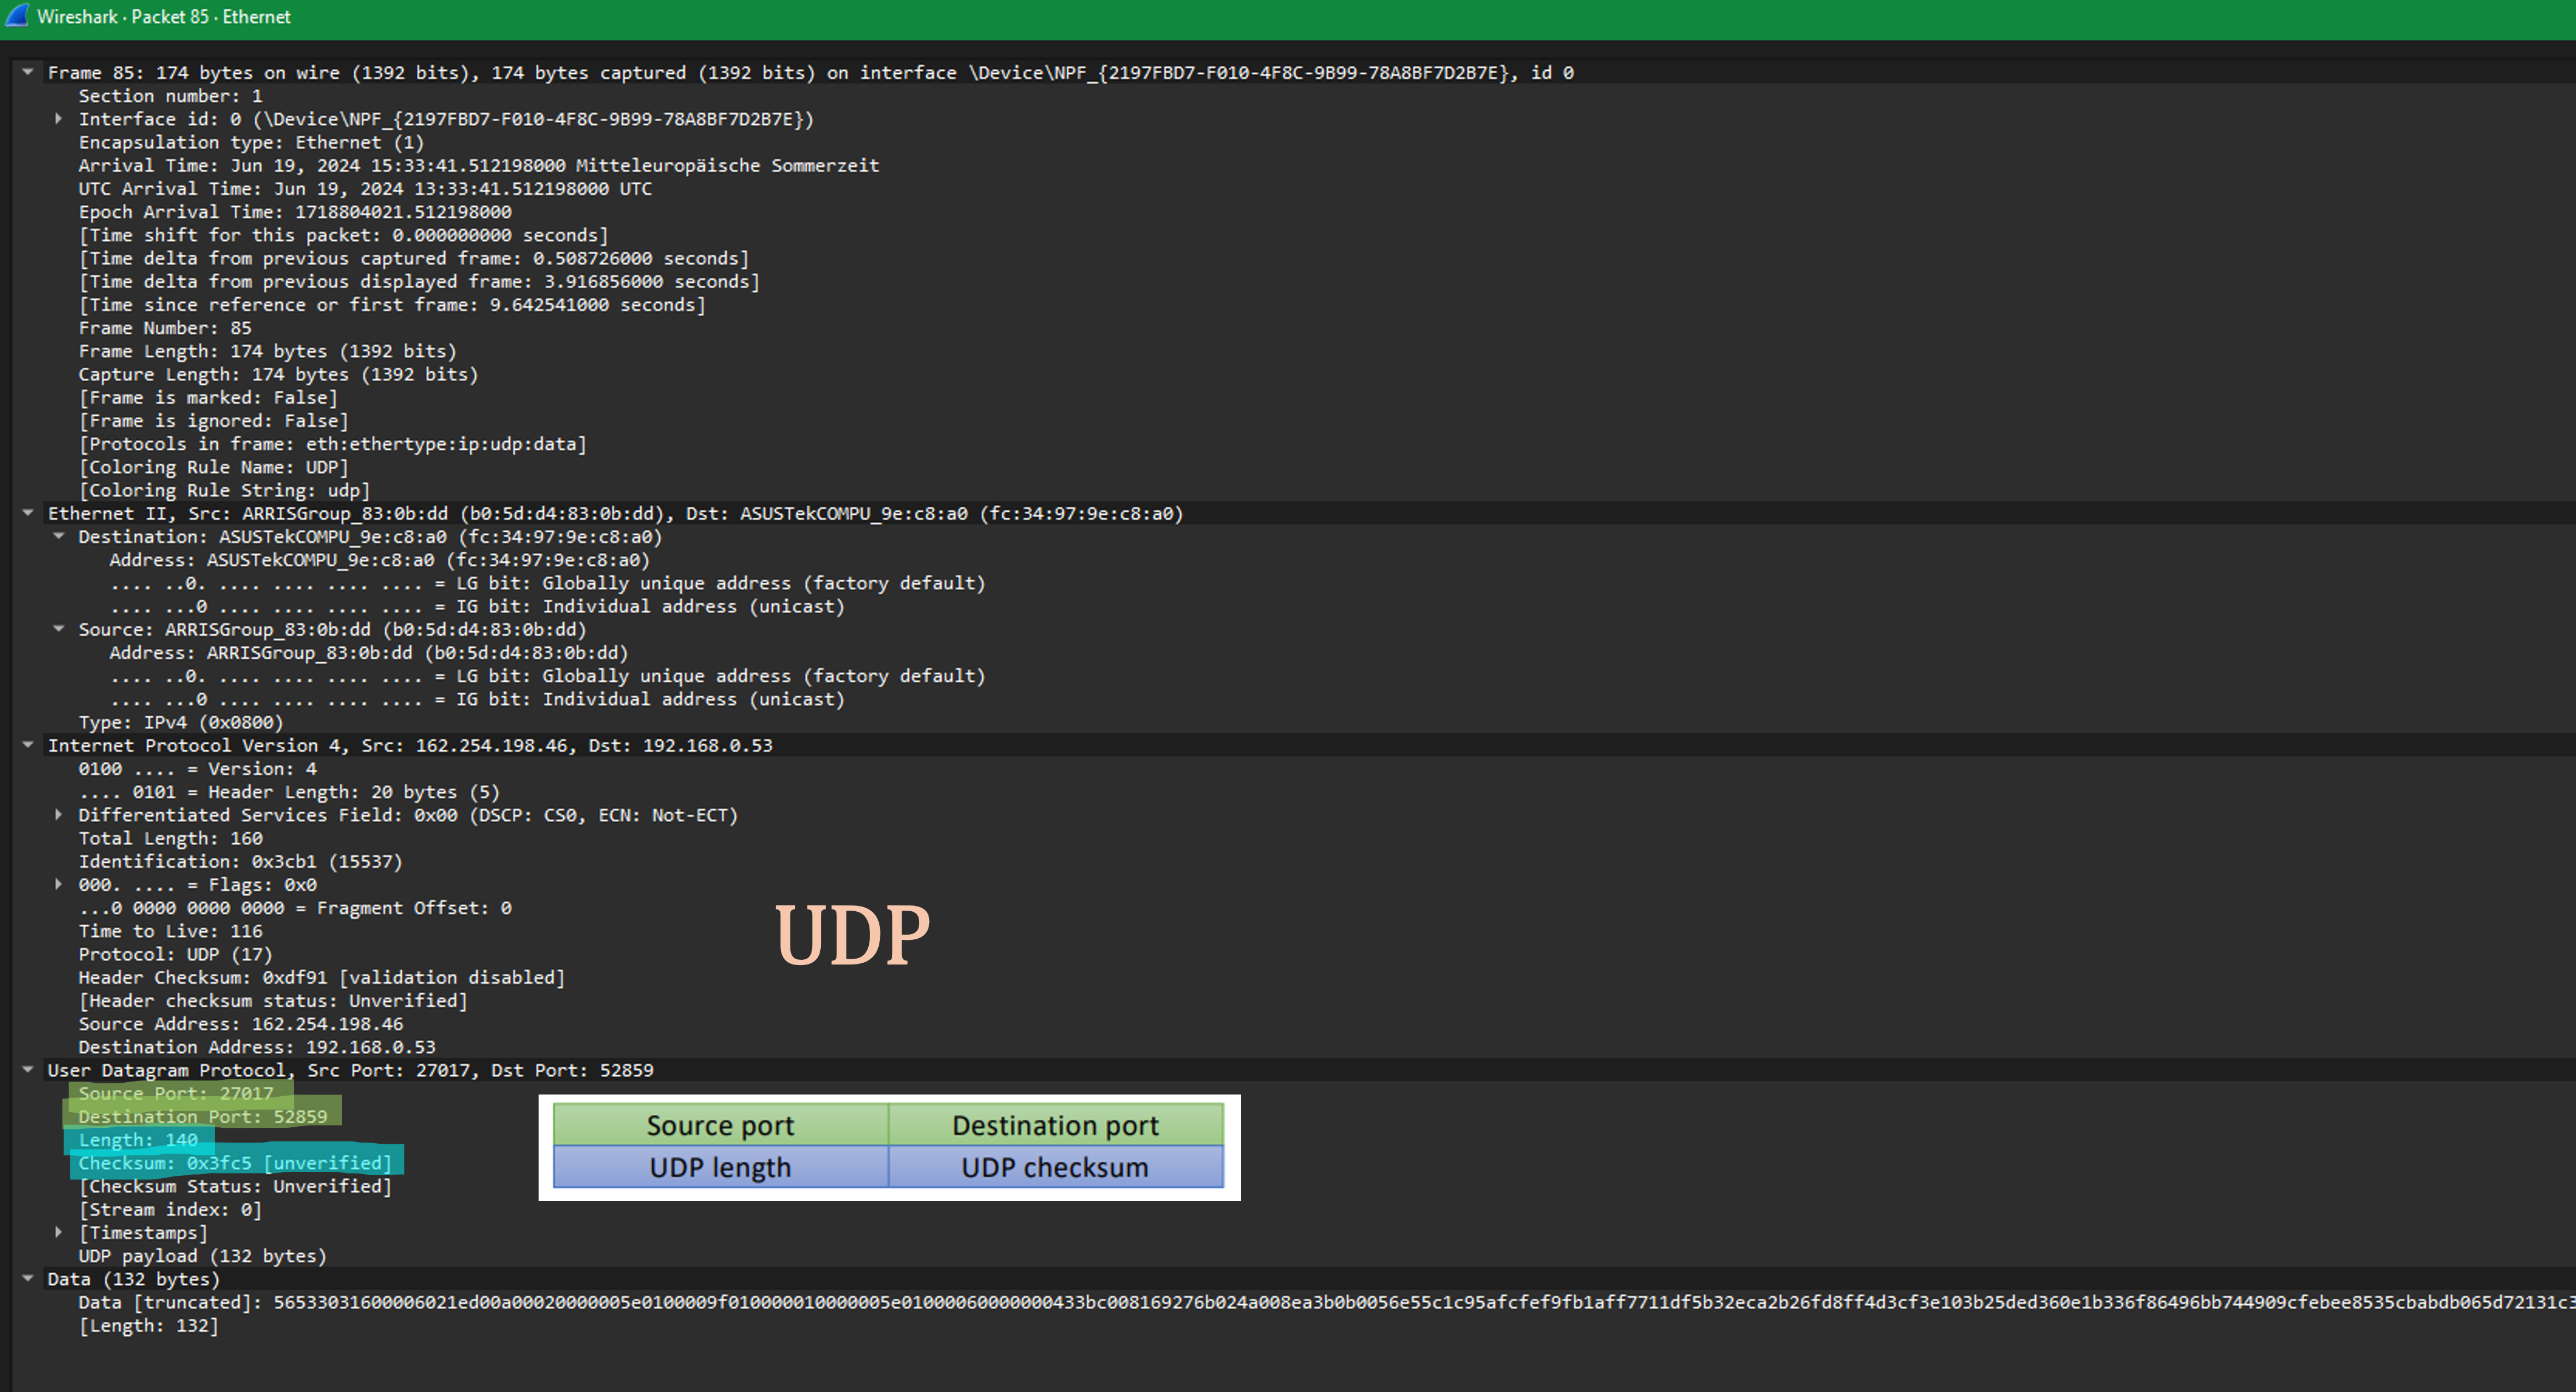 Wireshark · Packet 85 · Ethernet
Frame 85: 174 bytes on wire (1392 bits), 174 bytes captured (1392 bits) on interface \Device\NPF_{2197FBD7-F010-4F8C-9B99-78A8BF7D2B7E}, id 0
Section number: 1
Interface id: 0 (\Device\NPF_{2197FBD7-F010-4F8C-9B99-78A8BF7D2B7E})
Encapsulation type: Ethernet (1)
Arrival Time: Jun 19, 2024 15:33:41.512198000 Mitteleuropäische Sommerzeit
UTC Arrival Time: Jun 19, 2024 13:33:41.512198000 UTC
Epoch Arrival Time: 1718804021.512198000
[Time shift for this packet: 0.000000000 seconds]
[Time delta from previous captured frame: 0.508726000 seconds]
[Time delta from previous displayed frame: 3.916856000 seconds]
[Time since reference or first frame: 9.642541000 seconds]
Frame Number: 85
Frame Length: 174 bytes (1392 bits)
Capture Length: 174 bytes (1392 bits)
[Frame is marked: False]
[Frame is ignored: False]
[Protocols in frame: eth:ethertype:ip:udp:data]
[Coloring Rule Name: UDP]
[Coloring Rule String: udp]
Ethernet II, Src: ARRISGroup_83:0b:dd (b0:5d:d4:83:0b:dd), Dst: ASUSTekCOMPU_9e:c8:a0 (fc:34:97:9e:c8:a0)
Destination: ASUSTekCOMPU_9e:c8:a0 (fc:34:97:9e:c8:a0)
Address: ASUSTekCOMPU_9e:c8:a0 (fc:34:97:9e:c8:a0)
.... ..0. .... .... .... .... = LG bit: Globally unique address (factory default)
.... ...0 .... .... .... .... = IG bit: Individual address (unicast)
Source: ARRISGroup_83:0b:dd (b0:5d:d4:83:0b:dd)
Address: ARRISGroup_83:0b:dd (b0:5d:d4:83:0b:dd)
.... ..0. .... .... .... .... = LG bit: Globally unique address (factory default)
.... ...0 .... .... .... .... = IG bit: Individual address (unicast)
Type: IPv4 (0x0800)
Internet Protocol Version 4, Src: 162.254.198.46, Dst: 192.168.0.53
0100 .... = Version: 4
.... 0101 = Header Length: 20 bytes (5)
Differentiated Services Field: 0x00 (DSCP: CS0, ECN: Not-ECT)
Total Length: 160
Identification: 0x3cb1 (15537)
000. .... = Flags: 0x0
...0 0000 0000 0000 = Fragment Offset: 0
Time to Live: 116
Protocol: UDP (17)
Header Checksum: 0xdf91 [validation disabled]
[Header checksum status: Unverified]
Source Address: 162.254.198.46
Destination Address: 192.168.0.53
UDP
User Datagram Protocol, Src Port: 27017, Dst Port: 52859
Source Port: 27017
Destination Port: 52859
Length: 140
Checksum: 0x3fc5 [unverified]
[Checksum Status: Unverified]
[Stream index: 0]
[Timestamps]
UDP payload (132 bytes)
Source port Destination port
UDP length UDP checksum
Data (132 bytes)
Data [truncated]: 56533031600006021ed00a00020000005e0100009f010000010000005e01000060000000433bc008169276b024a008ea3b0b0056e55c1c95afcfef9fb1aff7711df5b32eca2b26fd8ff4d3cf3e103b25ded360e1b336f86496bb744909cfebee8535cbabdb065d72131c3
[Length: 132]